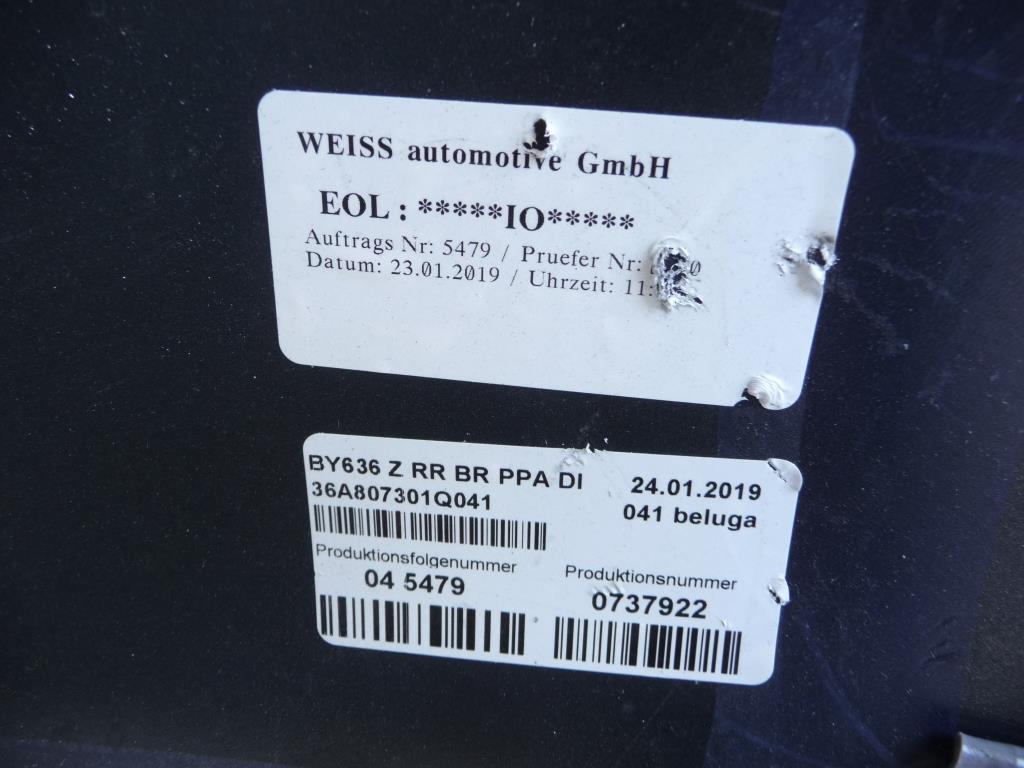 WEISS automotive GmbH
EOL : *****IO*****
Auftrags Nr: 5479 / Pruefer Nr:
Datum: 23.01.2019 / Uhrzeit: 11:
BY636 Z RR BR PPA DI
24.01.2019
36A807301Q041
041 beluga
Produktionsfolgenummer
04 5479
Produktionsnummer
0737922